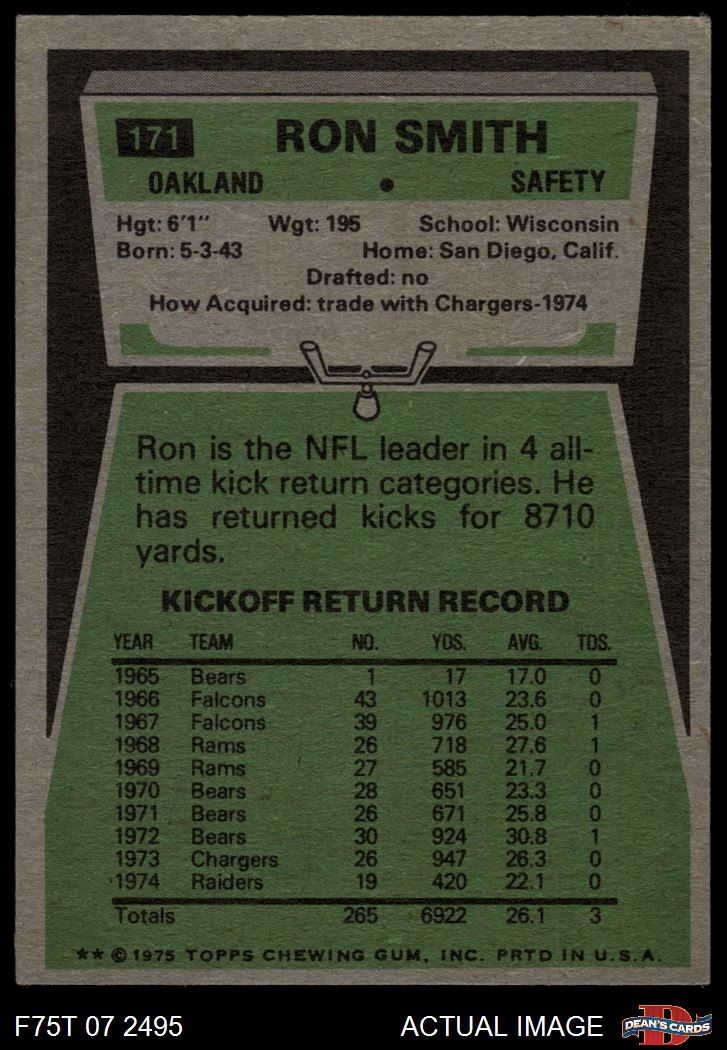 171 RON SMITH
OAKLAND • SAFETY
Hgt: 6'1" Wgt: 195 School: Wisconsin
Born: 5-3-43 Home: San Diego, Calif.
Drafted: no
How Acquired: trade with Chargers-1974
Ron is the NFL leader in 4 all-
time kick return categories. He
has returned kicks for 8710
yards.
KICKOFF RETURN RECORD
YEAR TEAM NO. YDS. AVG. TDS.
1965 Bears 1 17 17.0 0
1966 Falcons 43 1013 23.6 0
1967 Falcons 39 976 25.0 1
1968 Rams 26 718 27.6 1
1969 Rams 27 585 21.7 0
1970 Bears 28 651 23.3 0
1971 Bears 26 671 25.8 0
1972 Bears 30 924 30.8 1
1973 Chargers 26 947 26.3 0
1974 Raiders 19 420 22.1 0
Totals 265 6922 26.1 3
** © 1975 TOPPS CHEWING GUM, INC. PRTD IN U.S.A.
F75T 07 2495 ACTUAL IMAGE D DEAN'S CARDS